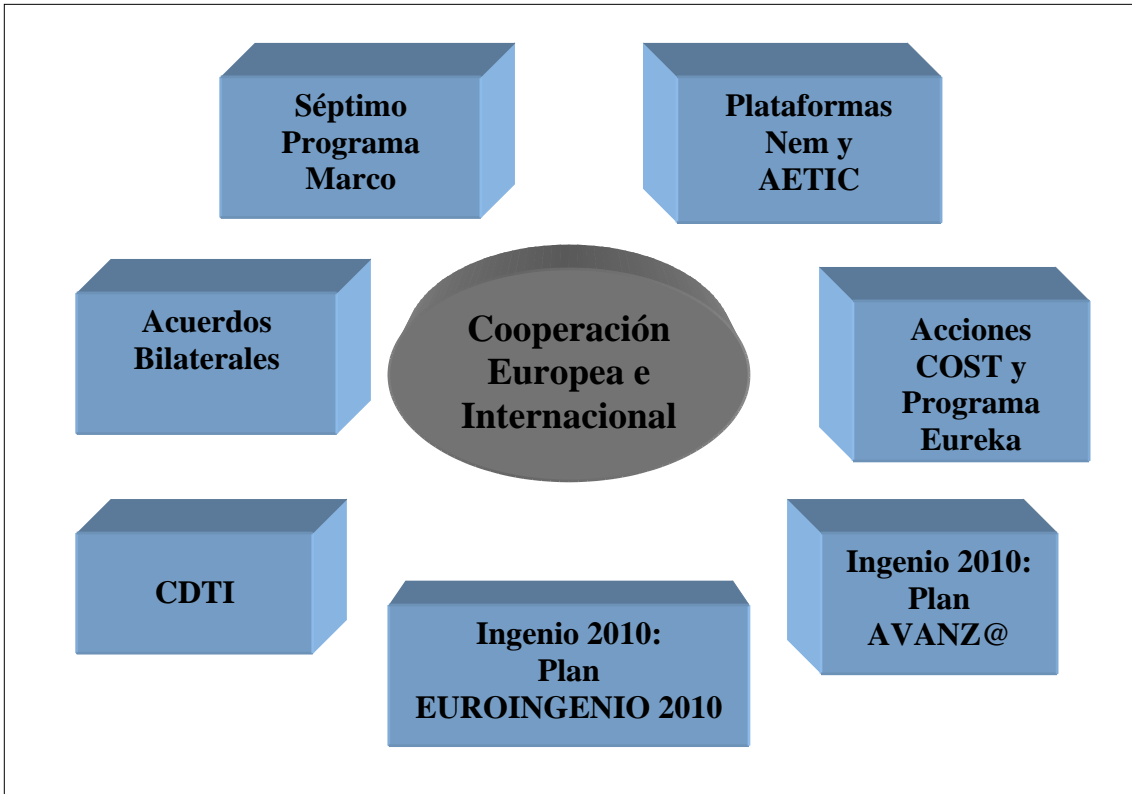 Séptimo
Programa
Marco
Plataformas
Nem y
AETIC
Acuerdos
Bilaterales
Cooperación
Europea e
Internacional
Acciones
COST y
Programa
Eureka
CDTI
Ingenio 2010:
Plan
EUROINGENIO 2010
Ingenio 2010:
Plan
AVANZ@